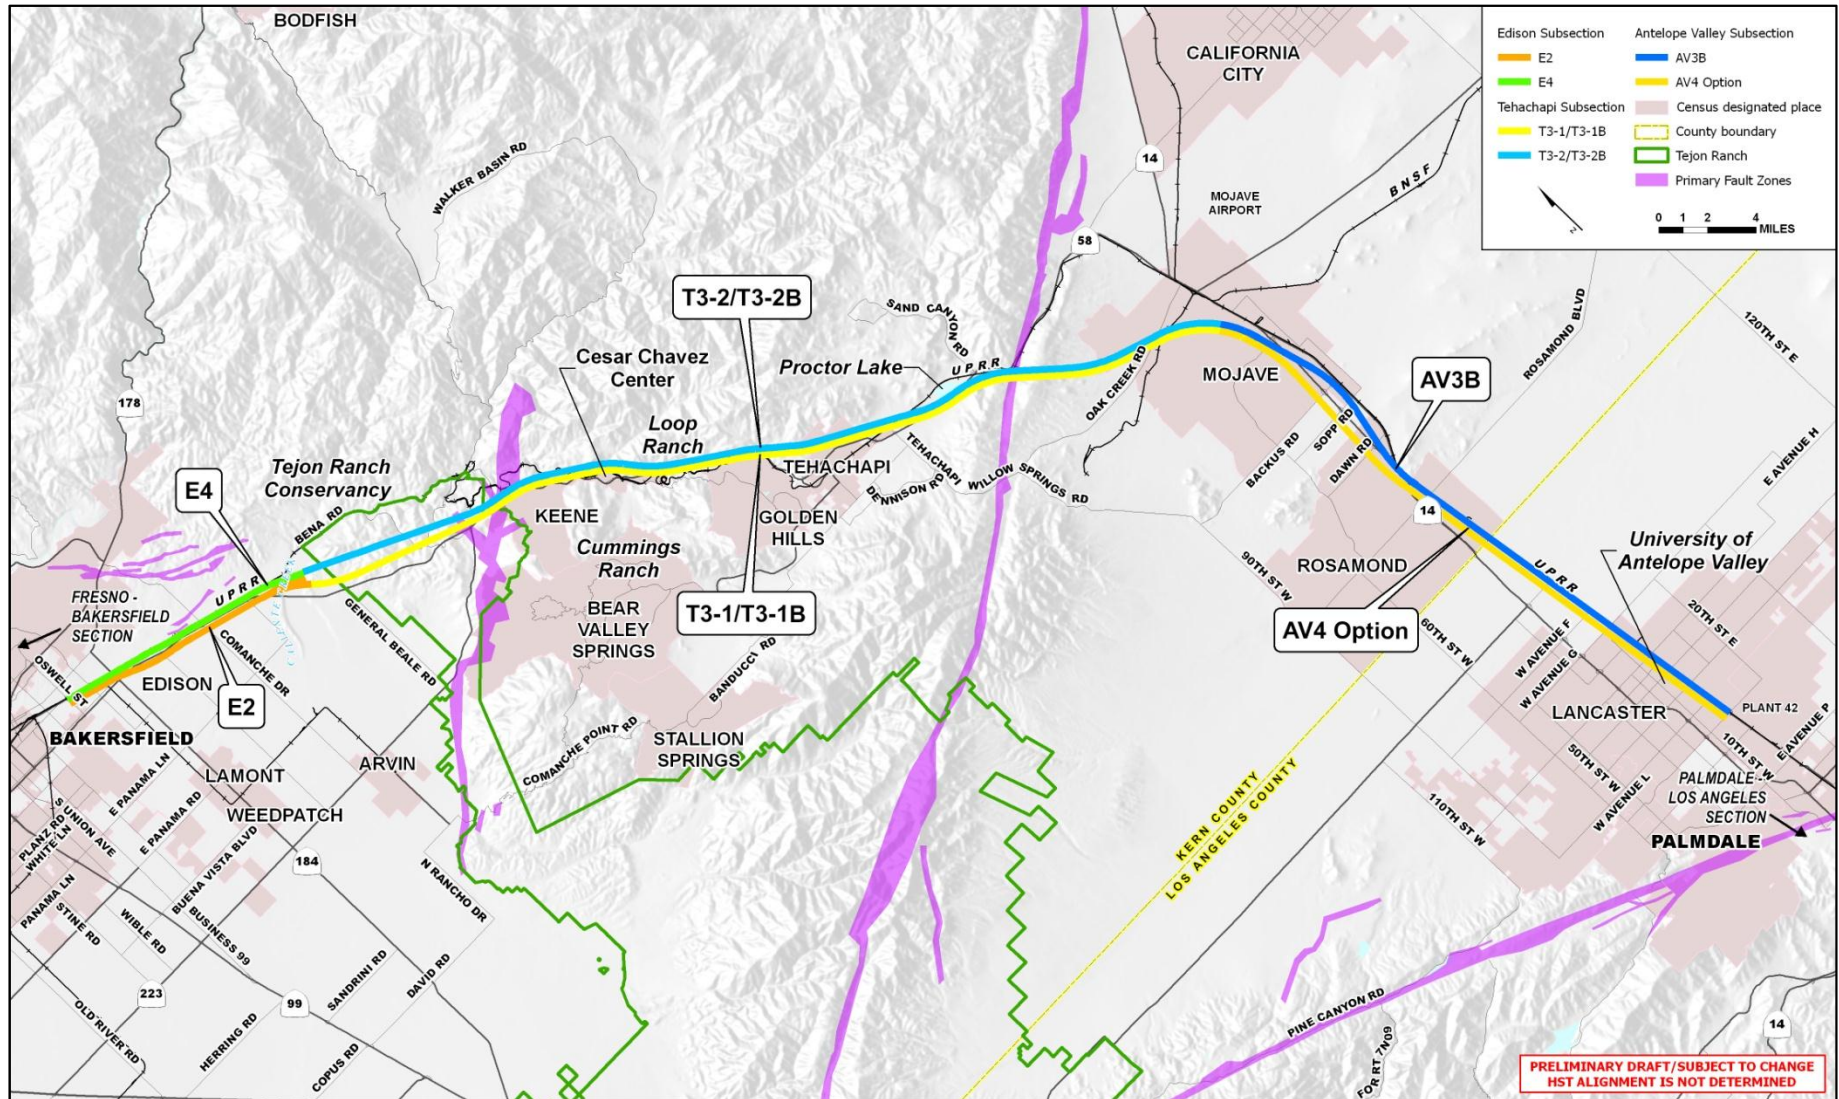 BODFISH
CALIFORNIA
CITY
Edison Subsection
E2
E4
Tehachapi Subsection
T3-1/T3-1B
T3-2/T3-2B
Antelope Valley Subsection
AV3B
AV4 Option
Census designated place
County boundary
Tejon Ranch
Primary Fault Zones
Z
0 1 2 4
MILES
WALKER BASIN RD
14
BNSF
MOJAVE
AIRPORT
58
T3-2/T3-2B
SAND CANYON RD
ROSAMOND BLVD
120TH ST E
Cesar Chavez
Center
Proctor Lake
UPRR
OAK CREEK RD
MOJAVE
AV3B
178
Loop
Ranch
TEHACHAPI
TEHACHAPI WILLOW SPRINGS RD
DENNISON RD
BACKUS RD
SOPP RD
DAWN RD
E AVENUE H
Tejon Ranch
Conservancy
E4
BENA RD
KEENE
GOLDEN
HILLS
14
Cummings
Ranch
90TH ST W
ROSAMOND
UPRR
University of
Antelope Valley
UPRR
FRESNO -
BAKERSFIELD
SECTION
GENERAL BEALE RD
BEAR
VALLEY
SPRINGS
T3-1/T3-1B
AV4 Option
60TH ST W
W AVENUE F
W AVENUE G
20TH ST E
OSWELL ST
COMANCHE DR
EDISON
E2
BANDUCCI RD
BAKERSFIELD
COMANCHE POINT RD
STALLION
SPRINGS
LANCASTER
PLANT 42
E AVENUE P
10TH ST W
50TH ST W
W AVENUE L
110TH ST W
PALMDALE -
LOS ANGELES
SECTION
PALMDALE
LAMONT
ARVIN
WEEDPATCH
E PANAMA LN
E PANAMA RD
S UNION AVE
PLANZ RD
WHITE LN
PANAMA LN
STINE RD
WIBLE RD
BUENA VISTA BLVD
BUSINESS 99
184
N RANCHO DR
KERN COUNTY
LOS ANGELES COUNTY
223
99
SANDRINI RD
DAVID RD
OLD RIVER RD
HERRING RD
COPUS RD
PINE CANYON RD
FOR RT 7N09
14
PRELIMINARY DRAFT/SUBJECT TO CHANGE
HST ALIGNMENT IS NOT DETERMINED